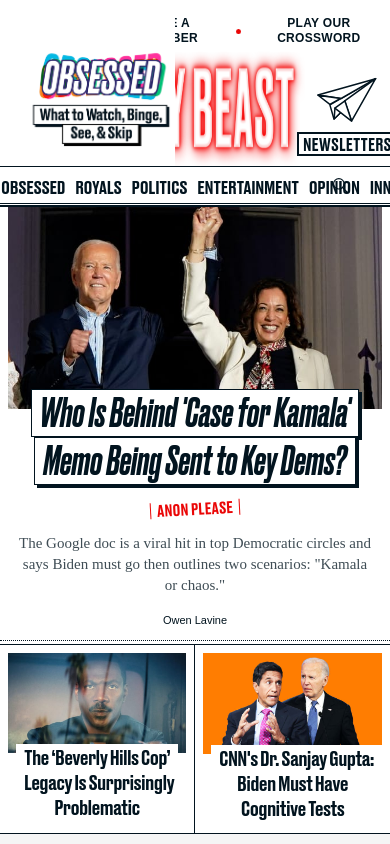 E A
BER
PLAY OUR
CROSSWORD
OBSESSED
What to Watch, Binge,
See, & Skip
Y BEAST
NEWSLETTERS
OBSESSED ROYALS POLITICS ENTERTAINMENT OPINION INN
Who Is Behind 'Case for Kamala'
Memo Being Sent to Key Dems?
ANON PLEASE
The Google doc is a viral hit in top Democratic circles and
says Biden must go then outlines two scenarios: "Kamala
or chaos."
Owen Lavine
The ‘Beverly Hills Cop’
Legacy Is Surprisingly
Problematic
CNN's Dr. Sanjay Gupta:
Biden Must Have
Cognitive Tests